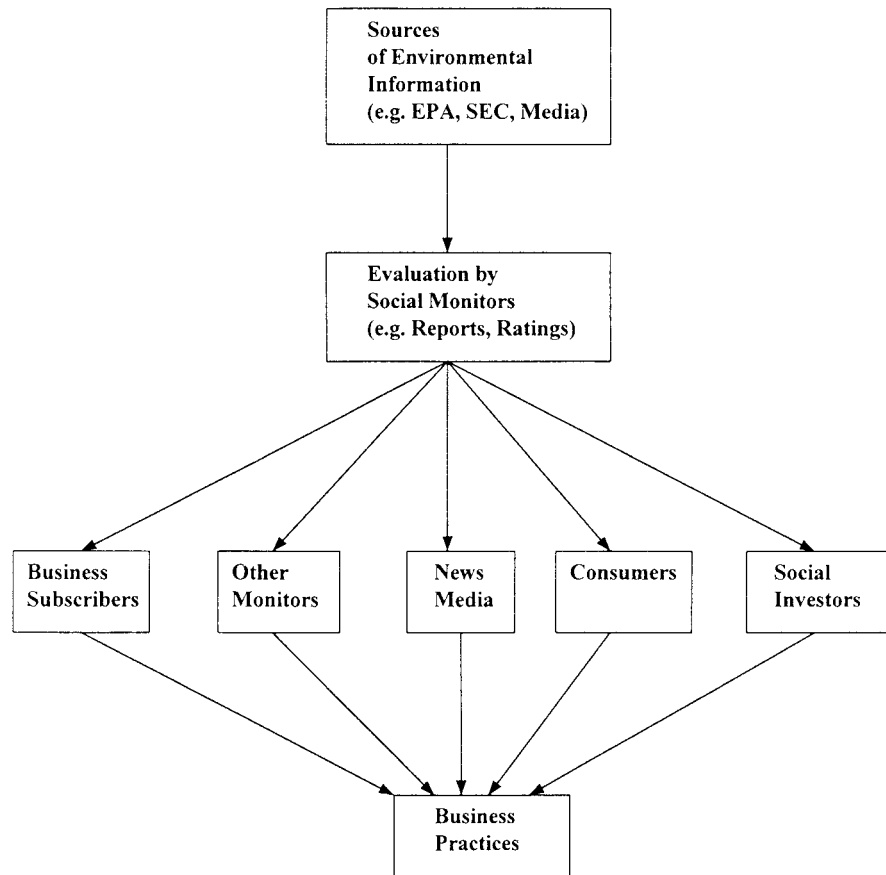 Sources
of Environmental
Information
(e.g. EPA, SEC, Media)
Evaluation by
Social Monitors
(e.g. Reports, Ratings)
Business
Subscribers
Other
Monitors
News
Media
Consumers
Social
Investors
Business
Practices